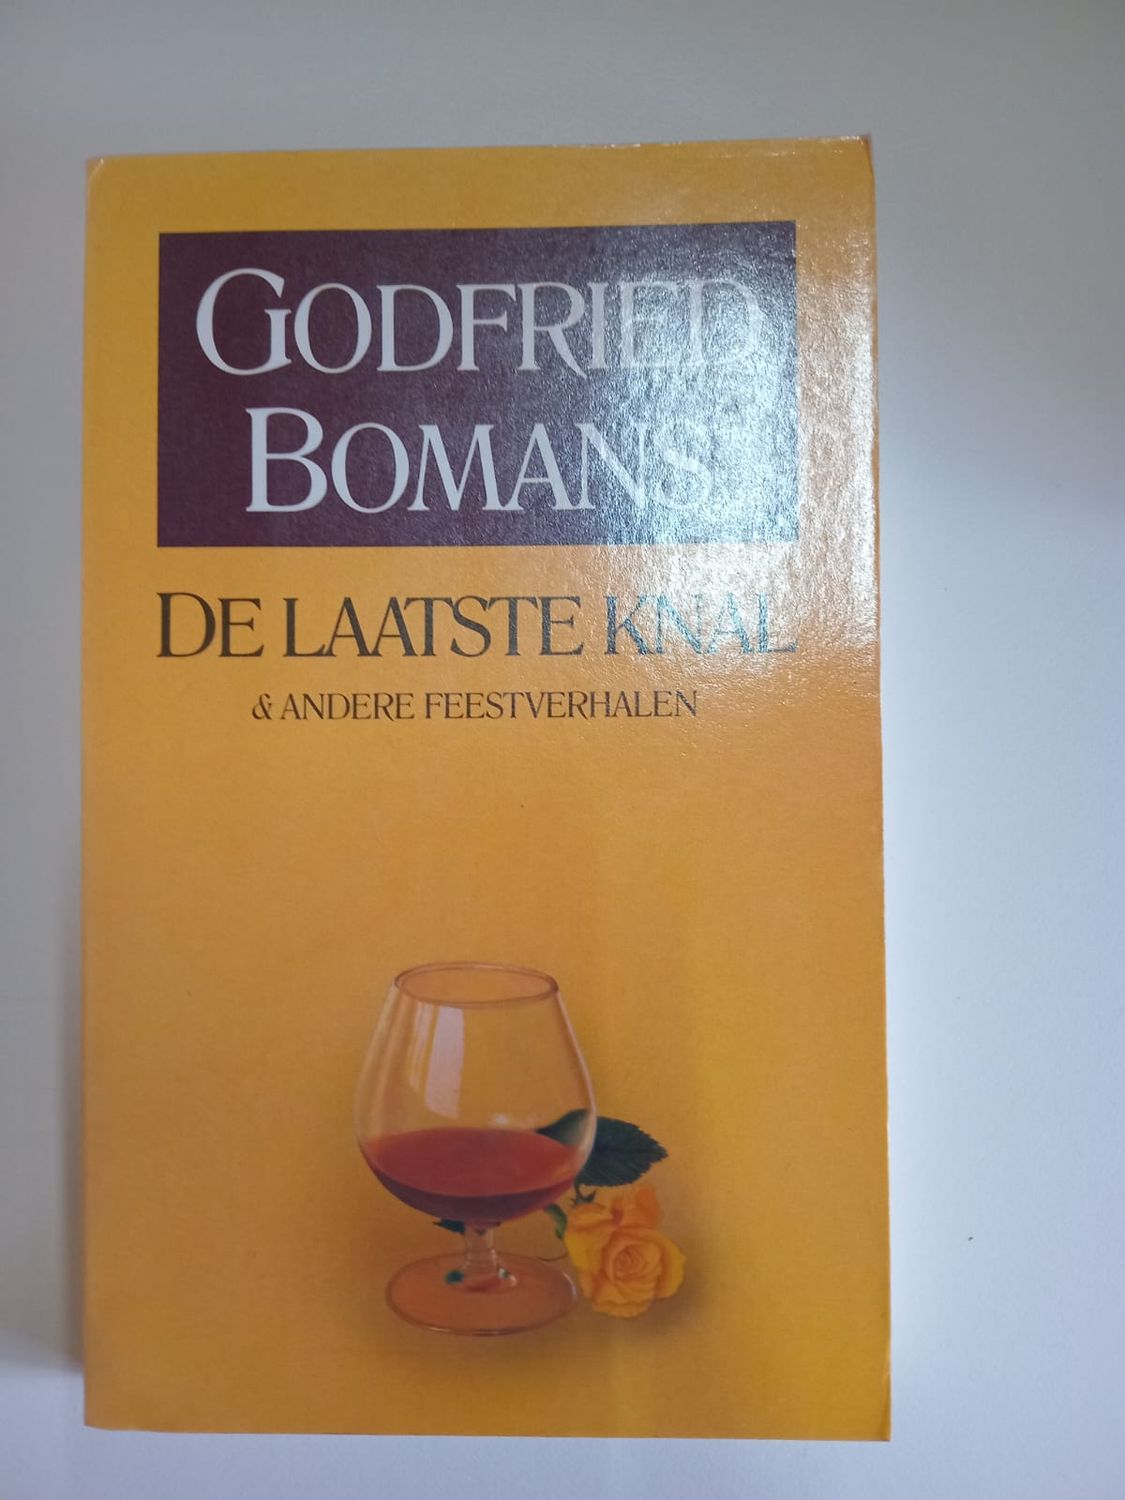 GODFRIED
BOMANS
DE LAATSTE KNAL
& ANDERE FEESTVERHALEN